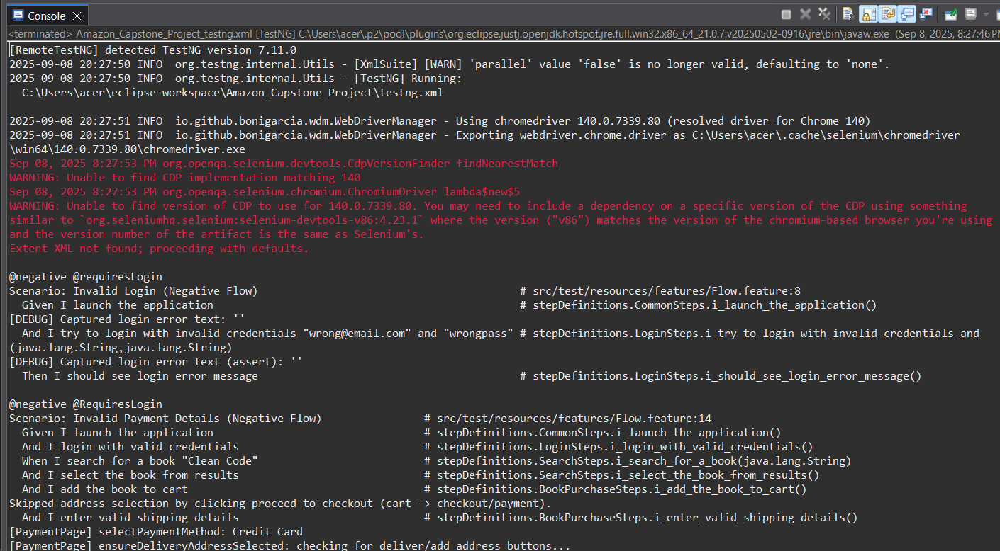 Console
<terminated> Amazon_Capstone_Project_testng.xml [TestNG] C:\Users\acer\.p2\pool\plugins\org.eclipse.justj.openjdk.hotspot.jre.full.win32.x86_64_21.0.7.v20250502-0916\jre\bin\javaw.exe (Sep 8, 2025, 8:27:46 PM
[RemoteTestNG] detected TestNG version 7.11.0
2025-09-08 20:27:50 INFO  org.testng.internal.Utils - [XmlSuite] [WARN] 'parallel' value 'false' is no longer valid, defaulting to 'none'.
2025-09-08 20:27:50 INFO  org.testng.internal.Utils - [TestNG] Running:
  C:\Users\acer\eclipse-workspace\Amazon_Capstone_Project\testng.xml
2025-09-08 20:27:51 INFO  io.github.bonigarcia.wdm.WebDriverManager - Using chromedriver 140.0.7339.80 (resolved driver for Chrome 140)
2025-09-08 20:27:51 INFO  io.github.bonigarcia.wdm.WebDriverManager - Exporting webdriver.chrome.driver as C:\Users\acer\.cache\selenium\chromedriver
\win64\140.0.7339.80\chromedriver.exe
Sep 08, 2025 8:27:53 PM org.openqa.selenium.devtools.CdpVersionFinder findNearestMatch
WARNING: Unable to find CDP implementation matching 140
Sep 08, 2025 8:27:53 PM org.openqa.selenium.chromium.ChromiumDriver lambda$new$5
WARNING: Unable to find version of CDP to use for 140.0.7339.80. You may need to include a dependency on a specific version of the CDP using something
similar to `org.seleniumhq.selenium:selenium-devtools-v86:4.23.1` where the version ("v86") matches the version of the chromium-based browser you're using
and the version number of the artifact is the same as Selenium's.
Extent XML not found; proceeding with defaults.
@negative @requiresLogin
Scenario: Invalid Login (Negative Flow)                                         # src/test/resources/features/Flow.feature:8
  Given I launch the application                                                # stepDefinitions.CommonSteps.i_launch_the_application()
[DEBUG] Captured login error text: ''
  And I try to login with invalid credentials "wrong@email.com" and "wrongpass" # stepDefinitions.LoginSteps.i_try_to_login_with_invalid_credentials_and
(java.lang.String,java.lang.String)
[DEBUG] Captured login error text (assert): ''
  Then I should see login error message                                         # stepDefinitions.LoginSteps.i_should_see_login_error_message()
@negative @RequiresLogin
Scenario: Invalid Payment Details (Negative Flow)                # src/test/resources/features/Flow.feature:14
  Given I launch the application                                 # stepDefinitions.CommonSteps.i_launch_the_application()
  And I login with valid credentials                             # stepDefinitions.LoginSteps.i_login_with_valid_credentials()
  When I search for a book "Clean Code"                          # stepDefinitions.SearchSteps.i_search_for_a_book(java.lang.String)
  And I select the book from results                             # stepDefinitions.SearchSteps.i_select_the_book_from_results()
  And I add the book to cart                                     # stepDefinitions.BookPurchaseSteps.i_add_the_book_to_cart()
Skipped address selection by clicking proceed-to-checkout (cart -> checkout/payment).
  And I enter valid shipping details                             # stepDefinitions.BookPurchaseSteps.i_enter_valid_shipping_details()
[PaymentPage] selectPaymentMethod: Credit Card
[PaymentPage] ensureDeliveryAddressSelected: checking for deliver/add address buttons...